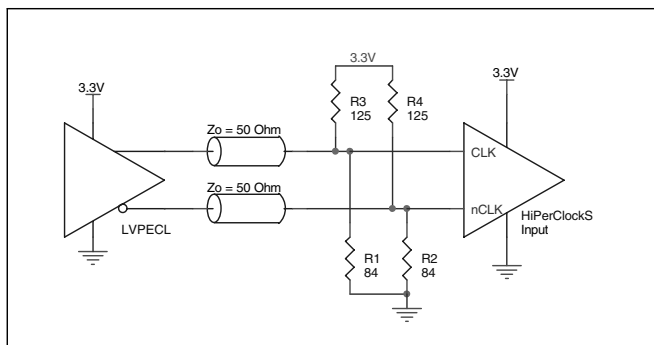 3.3V
3.3V
3.3V
R3
125
R4
125
Zo = 50 Ohm
CLK
Zo = 50 Ohm
nCLK
HiPerClockS
Input
LVPECL
R1
84
R2
84